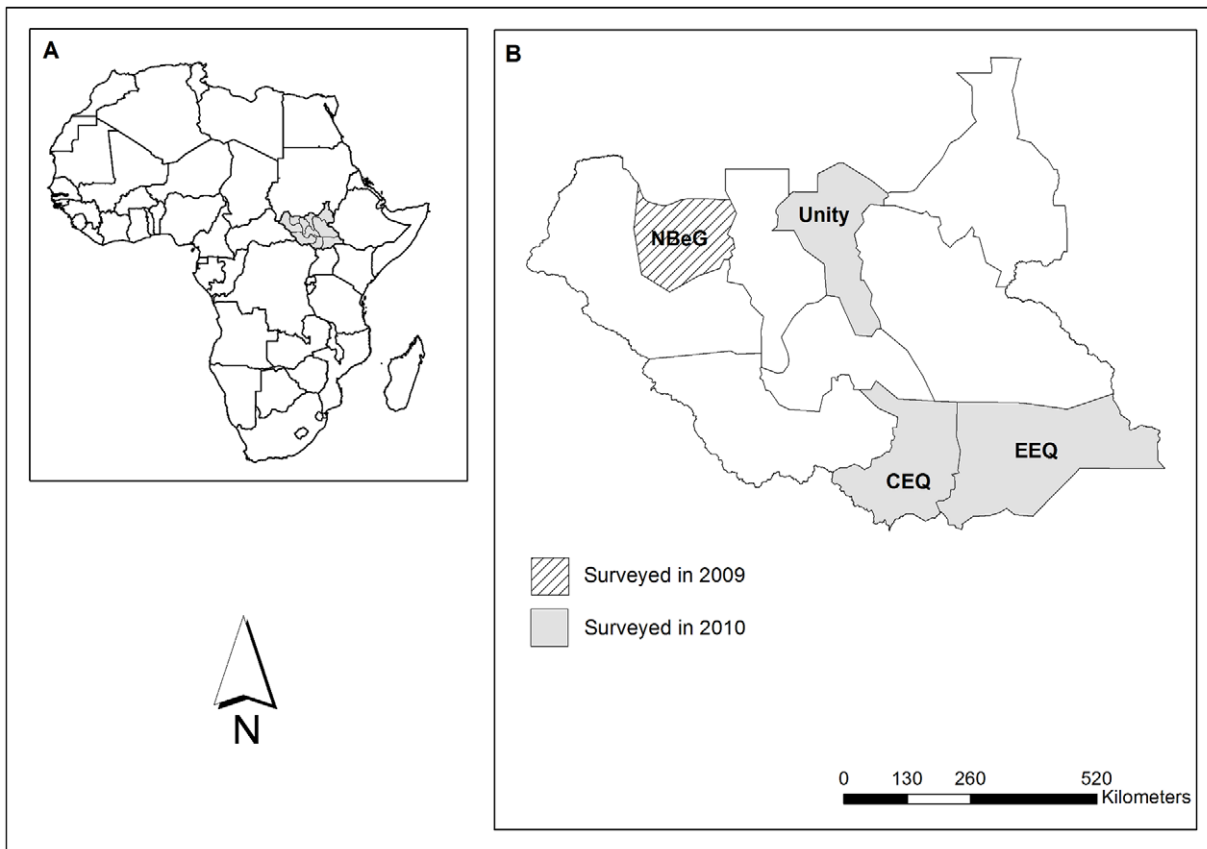 A
B
NBeG
Unity
CEQ
EEQ
Surveyed in 2009
Surveyed in 2010
N
0 130 260 520
Kilometers